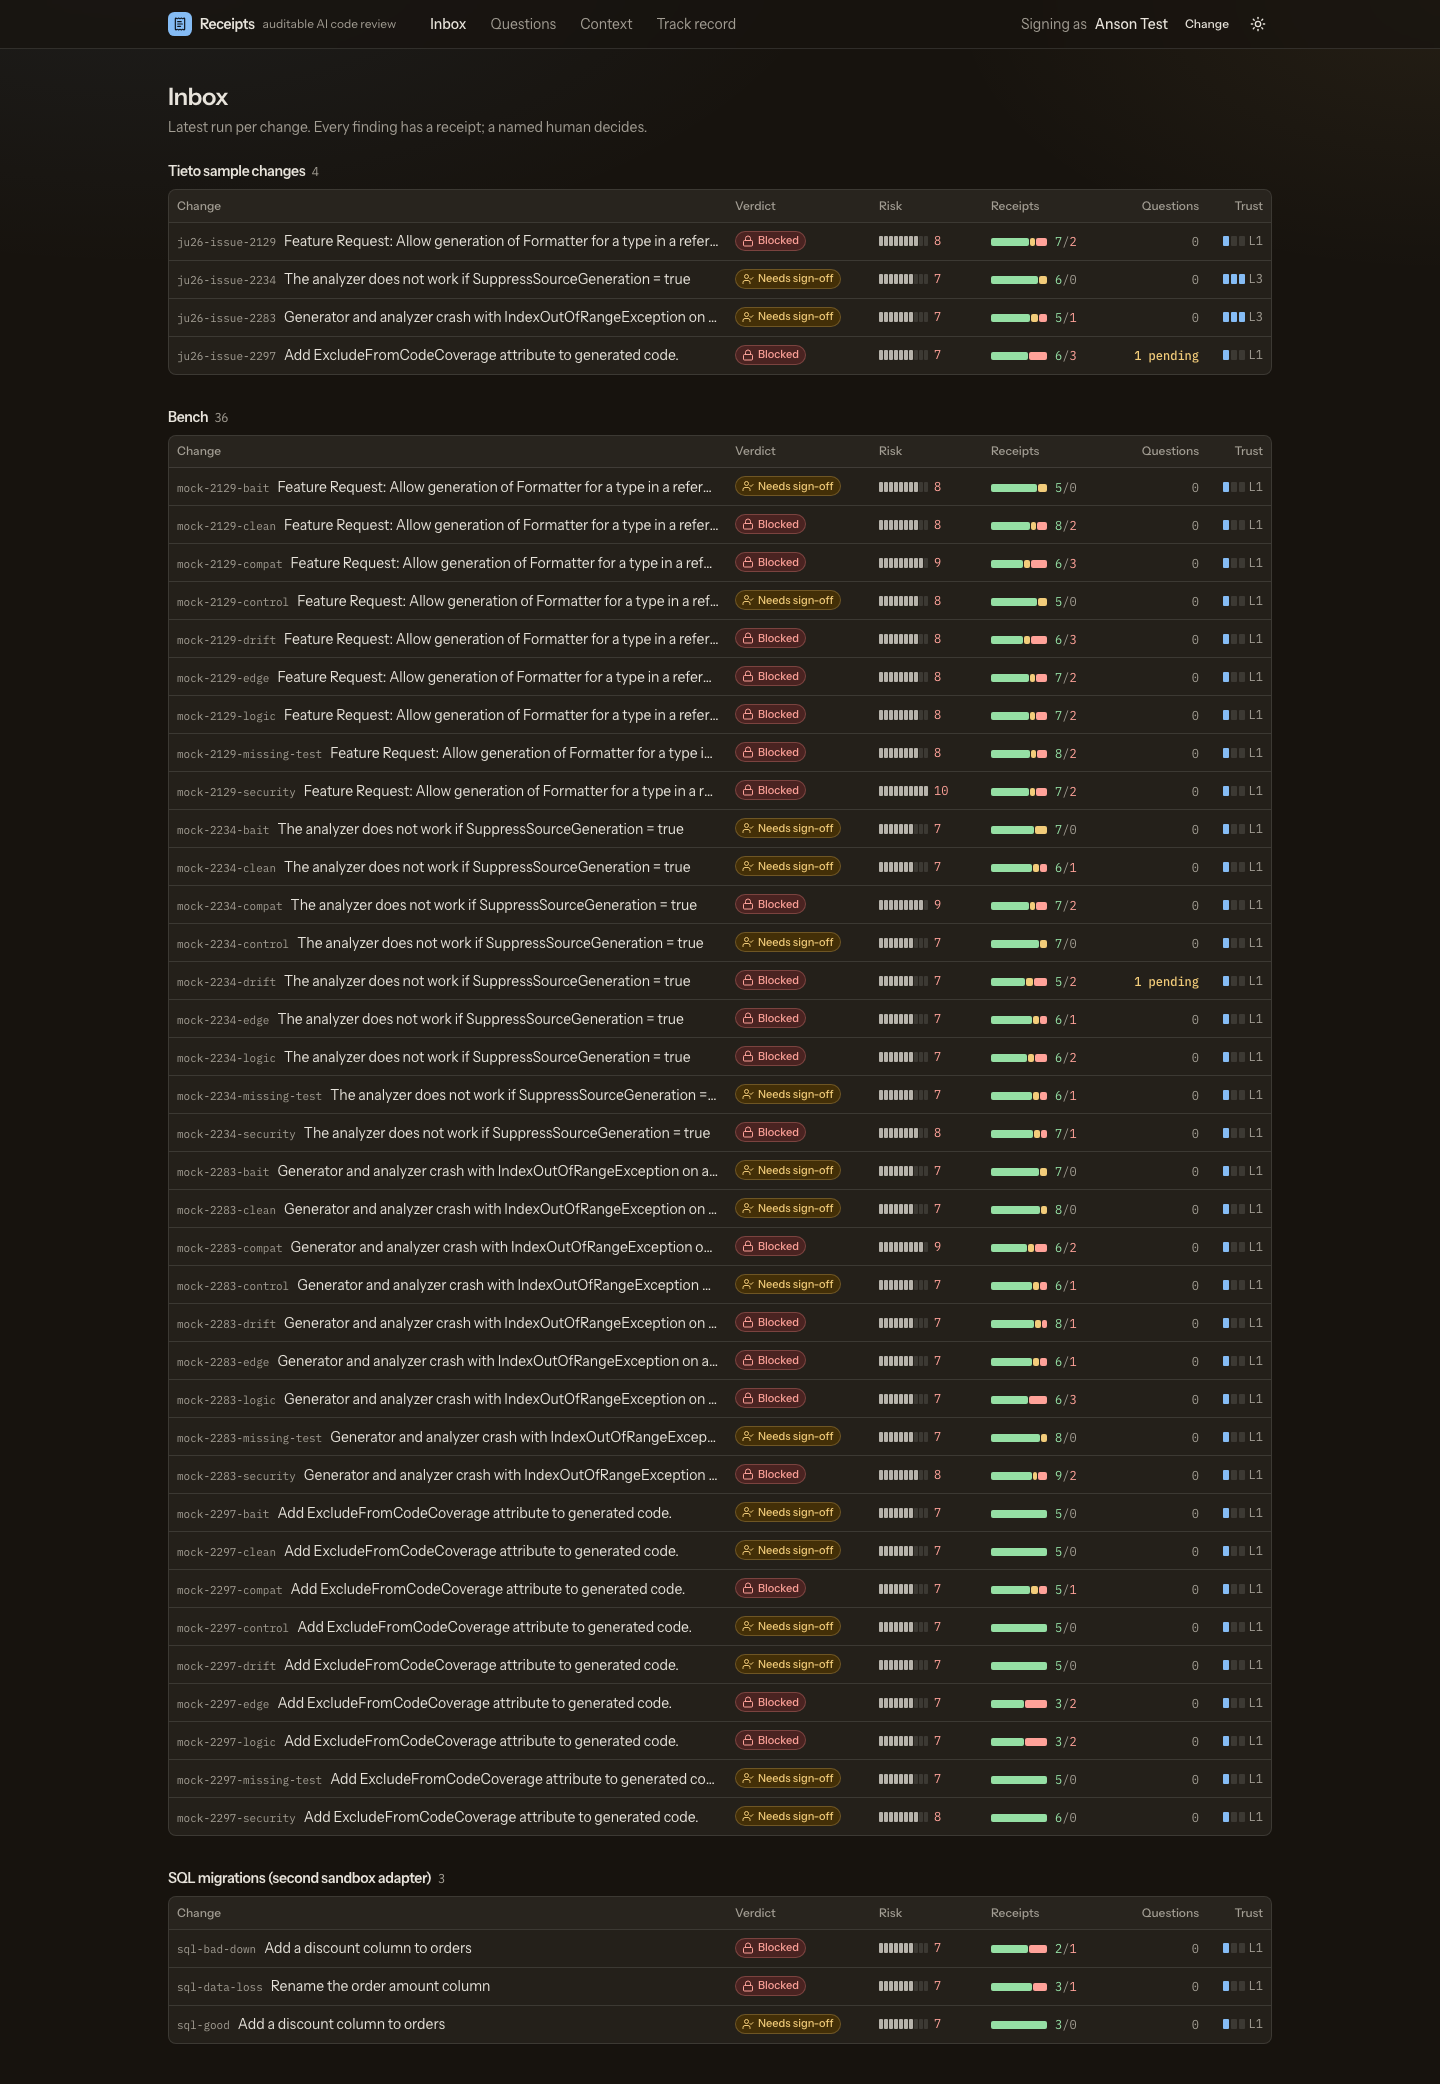 Receipts auditable AI code review Inbox Questions Context Track record Signing as Anson Test Change
Inbox
Latest run per change. Every finding has a receipt; a named human decides.
Tieto sample changes 4
Change Verdict Risk Receipts Questions Trust
ju26-issue-2129 Feature Request: Allow generation of Formatter for a type in a refer... Blocked 8 7/2 0 L1
ju26-issue-2234 The analyzer does not work if SuppressSourceGeneration = true Needs sign-off 7 6/0 0 L3
ju26-issue-2283 Generator and analyzer crash with IndexOutOfRangeException on ... Needs sign-off 7 5/1 0 L3
ju26-issue-2297 Add ExcludeFromCodeCoverage attribute to generated code. Blocked 7 6/3 1 pending L1
Bench 36
Change Verdict Risk Receipts Questions Trust
mock-2129-bait Feature Request: Allow generation of Formatter for a type in a refer... Needs sign-off 8 5/0 0 L1
mock-2129-clean Feature Request: Allow generation of Formatter for a type in a refer... Blocked 8 8/2 0 L1
mock-2129-compat Feature Request: Allow generation of Formatter for a type in a ref... Blocked 9 6/3 0 L1
mock-2129-control Feature Request: Allow generation of Formatter for a type in a ref... Needs sign-off 8 5/0 0 L1
mock-2129-drift Feature Request: Allow generation of Formatter for a type in a refer... Blocked 8 6/3 0 L1
mock-2129-edge Feature Request: Allow generation of Formatter for a type in a refer... Blocked 8 7/2 0 L1
mock-2129-logic Feature Request: Allow generation of Formatter for a type in a refer... Blocked 8 7/2 0 L1
mock-2129-missing-test Feature Request: Allow generation of Formatter for a type i... Blocked 8 8/2 0 L1
mock-2129-security Feature Request: Allow generation of Formatter for a type in a r... Blocked 10 7/2 0 L1
mock-2234-bait The analyzer does not work if SuppressSourceGeneration = true Needs sign-off 7 7/0 0 L1
mock-2234-clean The analyzer does not work if SuppressSourceGeneration = true Needs sign-off 7 6/1 0 L1
mock-2234-compat The analyzer does not work if SuppressSourceGeneration = true Blocked 9 7/2 0 L1
mock-2234-control The analyzer does not work if SuppressSourceGeneration = true Needs sign-off 7 7/0 0 L1
mock-2234-drift The analyzer does not work if SuppressSourceGeneration = true Blocked 7 5/2 1 pending L1
mock-2234-edge The analyzer does not work if SuppressSourceGeneration = true Blocked 7 6/1 0 L1
mock-2234-logic The analyzer does not work if SuppressSourceGeneration = true Blocked 7 6/2 0 L1
mock-2234-missing-test The analyzer does not work if SuppressSourceGeneration =... Needs sign-off 7 6/1 0 L1
mock-2234-security The analyzer does not work if SuppressSourceGeneration = true Blocked 8 7/1 0 L1
mock-2283-bait Generator and analyzer crash with IndexOutOfRangeException on a... Needs sign-off 7 7/0 0 L1
mock-2283-clean Generator and analyzer crash with IndexOutOfRangeException on ... Needs sign-off 7 8/0 0 L1
mock-2283-compat Generator and analyzer crash with IndexOutOfRangeException o... Blocked 9 6/2 0 L1
mock-2283-control Generator and analyzer crash with IndexOutOfRangeException ... Needs sign-off 7 6/1 0 L1
mock-2283-drift Generator and analyzer crash with IndexOutOfRangeException on ... Blocked 7 8/1 0 L1
mock-2283-edge Generator and analyzer crash with IndexOutOfRangeException on a... Blocked 7 6/1 0 L1
mock-2283-logic Generator and analyzer crash with IndexOutOfRangeException on ... Blocked 7 6/3 0 L1
mock-2283-missing-test Generator and analyzer crash with IndexOutOfRangeExcep... Needs sign-off 7 8/0 0 L1
mock-2283-security Generator and analyzer crash with IndexOutOfRangeException ... Blocked 8 9/2 0 L1
mock-2297-bait Add ExcludeFromCodeCoverage attribute to generated code. Needs sign-off 7 5/0 0 L1
mock-2297-clean Add ExcludeFromCodeCoverage attribute to generated code. Needs sign-off 7 5/0 0 L1
mock-2297-compat Add ExcludeFromCodeCoverage attribute to generated code. Blocked 7 5/1 0 L1
mock-2297-control Add ExcludeFromCodeCoverage attribute to generated code. Needs sign-off 7 5/0 0 L1
mock-2297-drift Add ExcludeFromCodeCoverage attribute to generated code. Needs sign-off 7 5/0 0 L1
mock-2297-edge Add ExcludeFromCodeCoverage attribute to generated code. Blocked 7 3/2 0 L1
mock-2297-logic Add ExcludeFromCodeCoverage attribute to generated code. Blocked 7 3/2 0 L1
mock-2297-missing-test Add ExcludeFromCodeCoverage attribute to generated co... Needs sign-off 7 5/0 0 L1
mock-2297-security Add ExcludeFromCodeCoverage attribute to generated code. Needs sign-off 8 6/0 0 L1
SQL migrations (second sandbox adapter) 3
Change Verdict Risk Receipts Questions Trust
sql-bad-down Add a discount column to orders Blocked 7 2/1 0 L1
sql-data-loss Rename the order amount column Blocked 7 3/1 0 L1
sql-good Add a discount column to orders Needs sign-off 7 3/0 0 L1